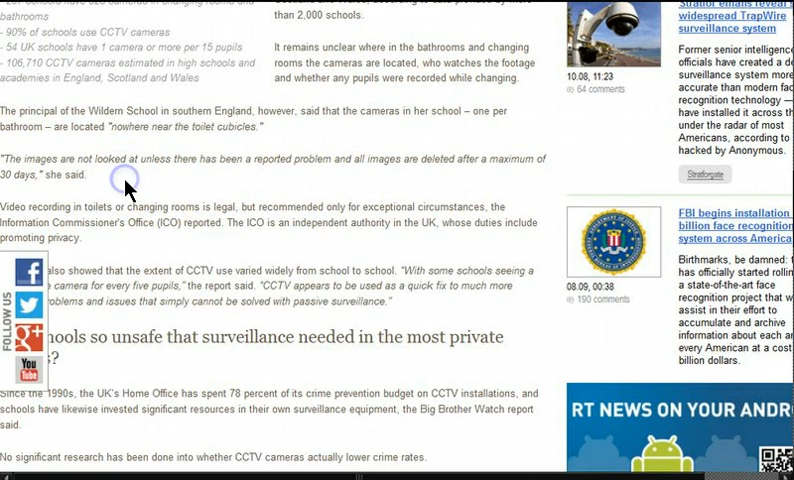 bathrooms
- 90% of schools use CCTV cameras
- 54 UK schools have 1 camera or more per 15 pupils
- 106,710 CCTV cameras estimated in high schools and
academies in England, Scotland and Wales
than 2,000 schools.
It remains unclear where in the bathrooms and changing
rooms the cameras are located, who watches the footage
and whether any pupils were recorded while changing.
The principal of the Wildern School in southern England, however, said that the cameras in her school – one per
bathroom – are located "nowhere near the toilet cubicles."
"The images are not looked at unless there has been a reported problem and all images are deleted after a maximum of
30 days," she said.
Video recording in toilets or changing rooms is legal, but recommended only for exceptional circumstances, the
Information Commissioner's Office (ICO) reported. The ICO is an independent authority in the UK, whose duties include
promoting privacy.
also showed that the extent of CCTV use varied widely from school to school. "With some schools seeing a
camera for every five pupils," the report said. "CCTV appears to be used as a quick fix to much more
problems and issues that simply cannot be solved with passive surveillance."
hools so unsafe that surveillance needed in the most private
s?
Since the 1990s, the UK's Home Office has spent 78 percent of its crime prevention budget on CCTV installations, and
schools have likewise invested significant resources in their own surveillance equipment, the Big Brother Watch report
said.
No significant research has been done into whether CCTV cameras actually lower crime rates.
FOLLOW US
You
Tube
Stratfor emails reveal s
widespread TrapWire
surveillance system
10.08, 11:23
64 comments
Former senior intelligence
officials have created a de
surveillance system more
accurate than modern fac
recognition technology —
have installed it across th
under the radar of most
Americans, according to
hacked by Anonymous.
Stratforgate
FBI begins installation
billion face recognition
system across America
08.09, 00:38
190 comments
Birthmarks, be damned: t
has officially started rollin
a state-of-the-art face
recognition project that w
assist in their effort to
accumulate and archive
information about each an
every American at a cost
billion dollars.
RT NEWS ON YOUR ANDR